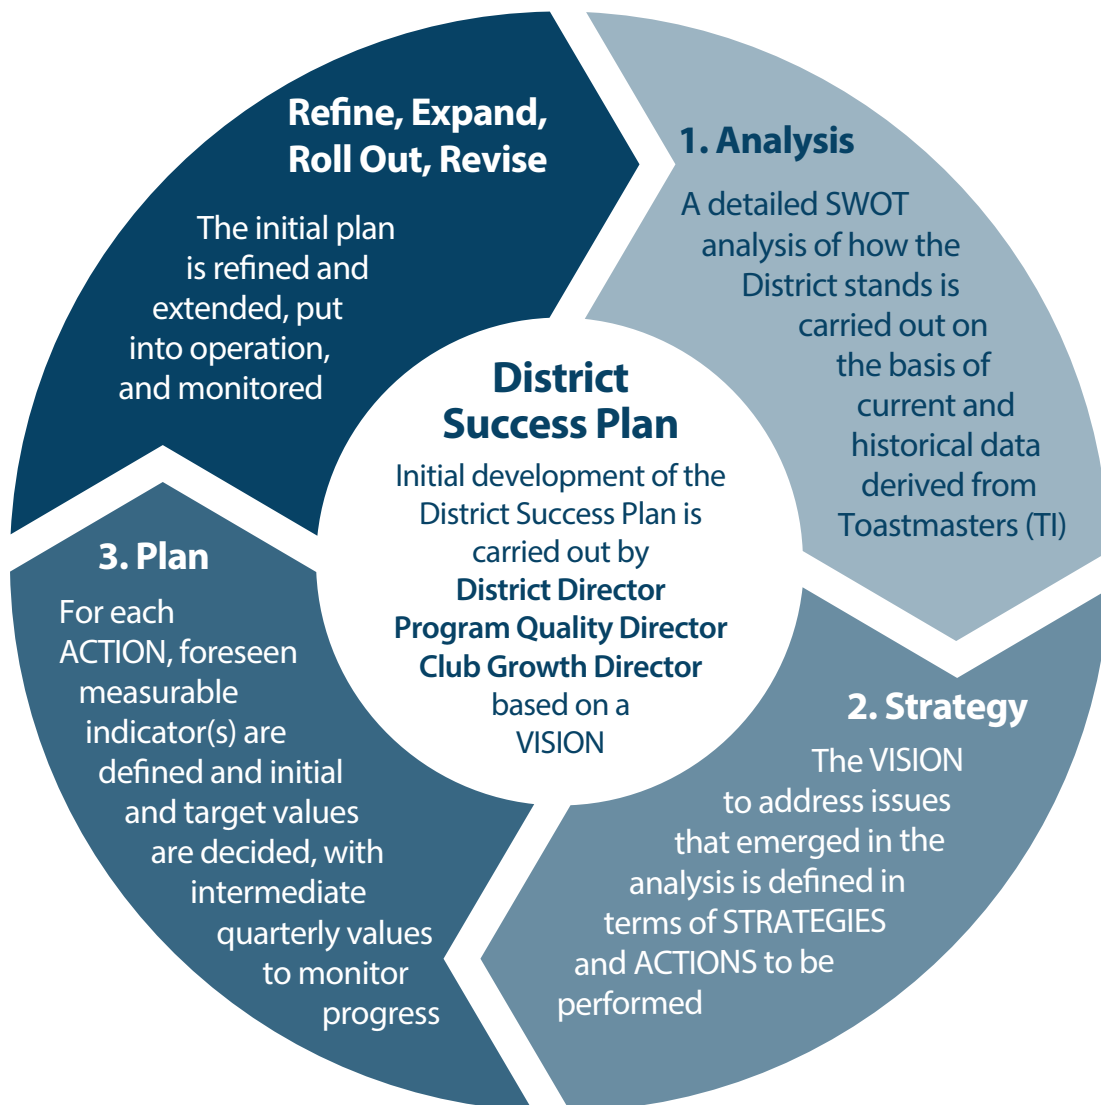 District
Success Plan
Initial development of the
District Success Plan is
carried out by
District Director
Program Quality Director
Club Growth Director
based on a
VISION
1. Analysis
A detailed SWOT
analysis of how the
District stands is
carried out on
the basis of
current and
historical data
derived from
Toastmasters (TI)
2. Strategy
The VISION
to address issues
that emerged in the
analysis is defined in
terms of STRATEGIES
and ACTIONS to be
performed
3. Plan
For each
ACTION, foreseen
measurable
indicator(s) are
defined and initial
and target values
are decided, with
intermediate
quarterly values
to monitor
progress
Refine, Expand,
Roll Out, Revise
The initial plan
is refined and
extended, put
into operation,
and monitored